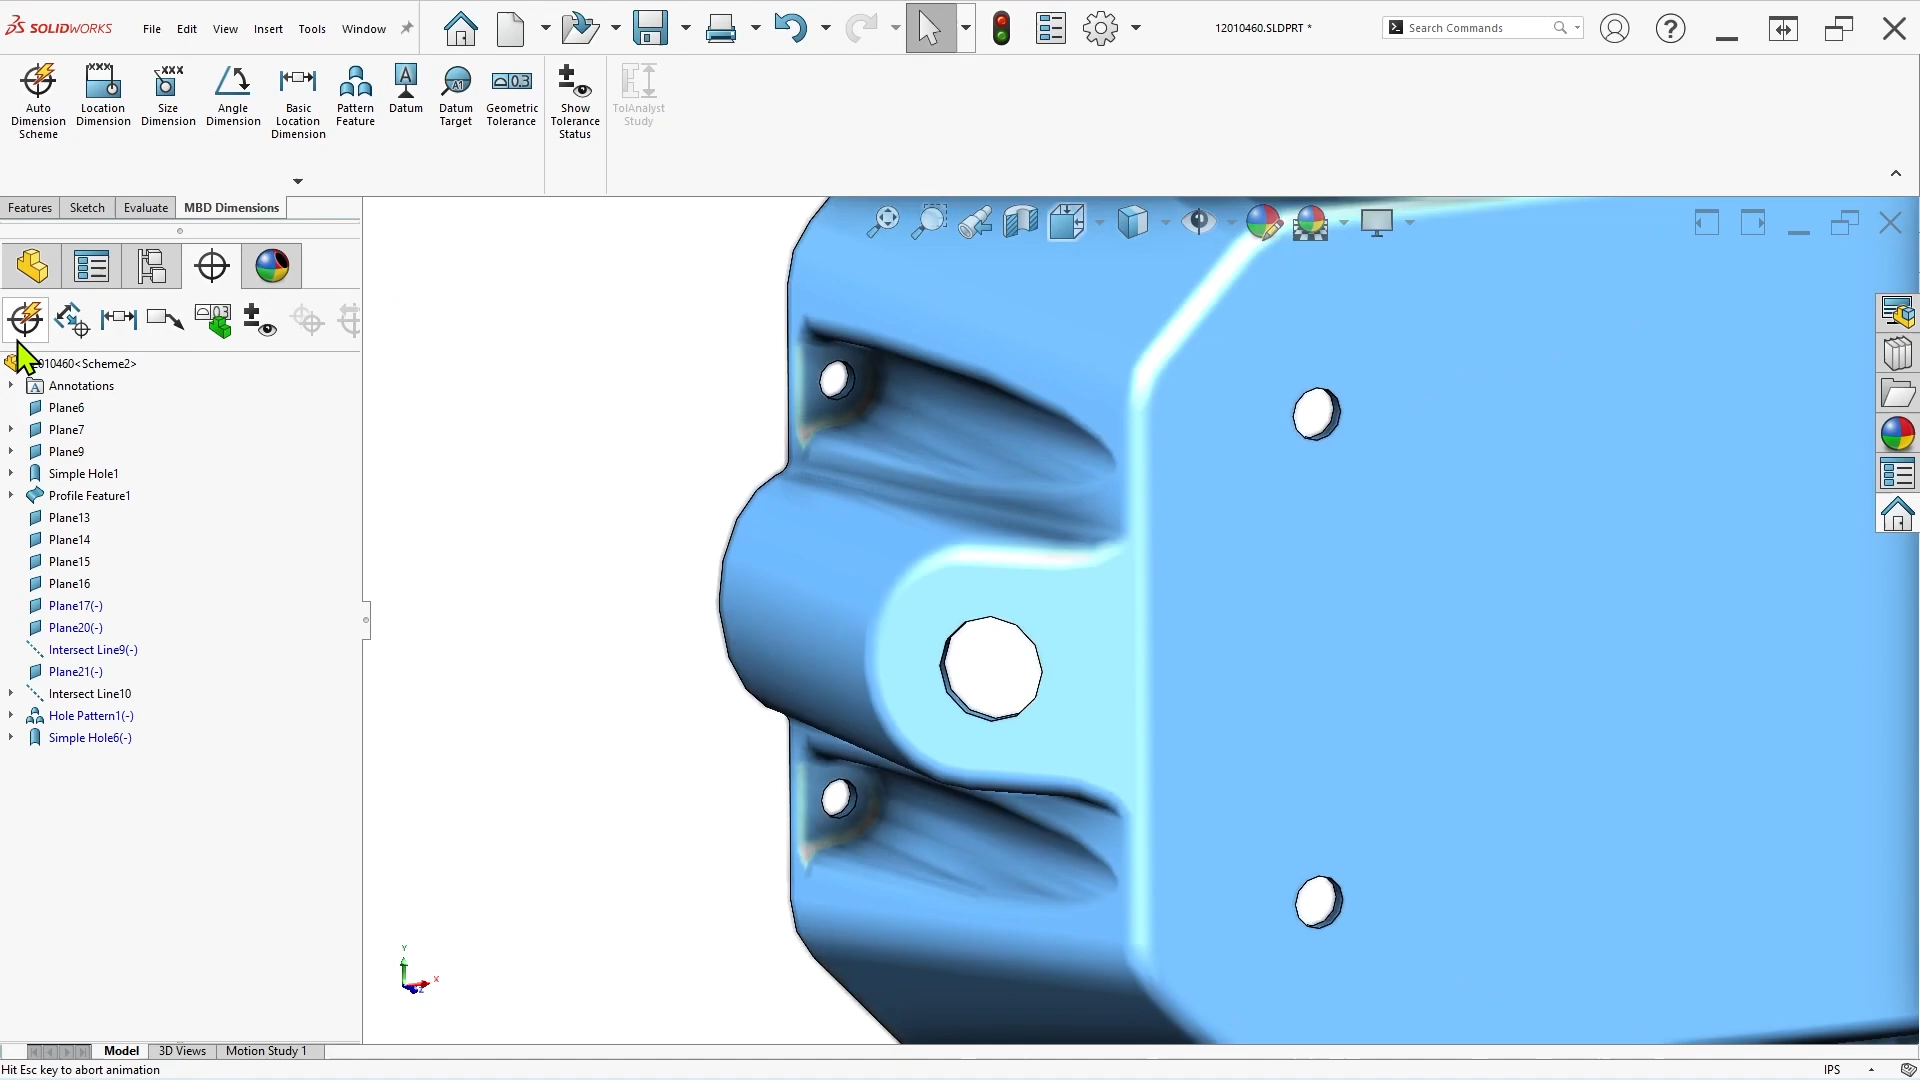 SOLIDWORKS File Edit View Insert Tools Window 12010460.SLDPRT * Search Commands
Auto Dimension Scheme
Location Dimension
Size Dimension
Angle Dimension
Basic Location Dimension
Pattern Feature
Datum
Datum Target
Geometric Tolerance
Show Tolerance Status
TolAnalyst Study
Features Sketch Evaluate MBD Dimensions
010460<Scheme2>
Annotations
Plane6
Plane7
Plane9
Simple Hole1
Profile Feature1
Plane13
Plane14
Plane15
Plane16
Plane17(-)
Plane20(-)
Intersect Line9(-)
Plane21(-)
Intersect Line10
Hole Pattern1(-)
Simple Hole6(-)
Y
X
Z
Model 3D Views Motion Study 1
Hit Esc key to abort animation IPS